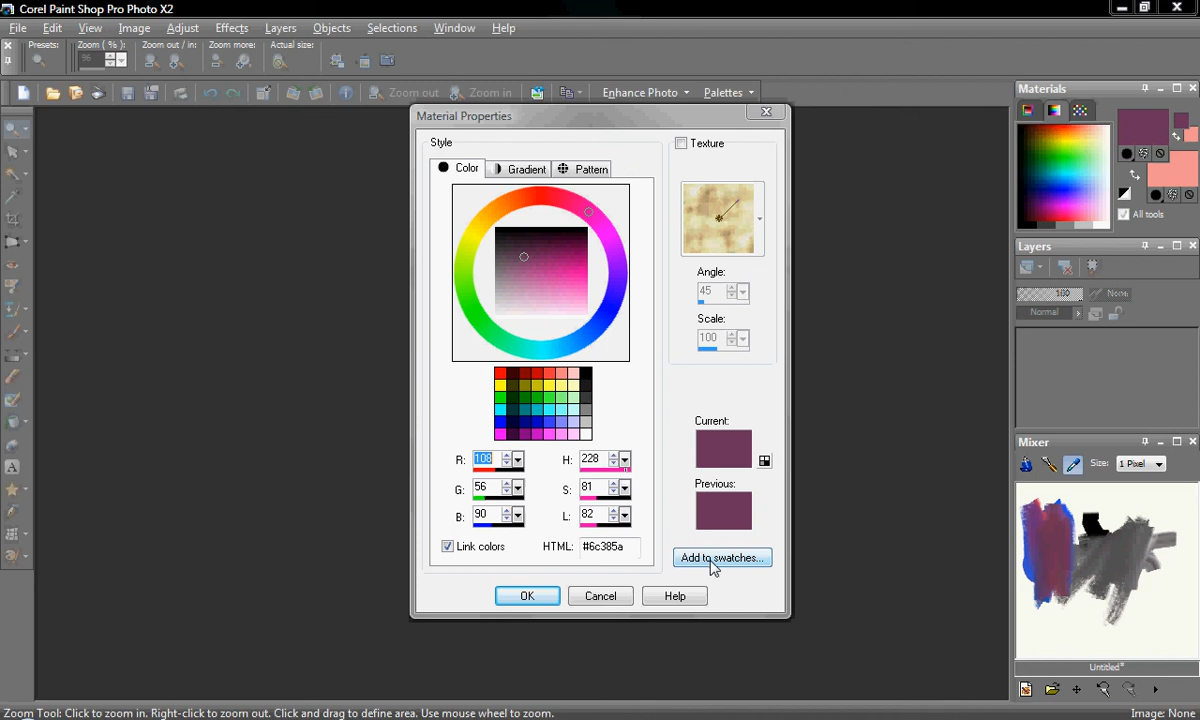 Corel Paint Shop Pro Photo X2
File Edit View Image Adjust Effects Layers Objects Selections Window Help
Presets: Zoom ( % ): Zoom out / in: Zoom more: Actual size:
Zoom out Zoom in Enhance Photo Palettes
Material Properties
Style
Color Gradient Pattern
Texture
Angle:
45
Scale:
100
Current:
Previous:
R: 108 H: 228
G: 56 S: 81
B: 90 L: 82
Link colors HTML: #6c385a
Add to swatches...
OK Cancel Help
Materials
All tools
Layers
100 None
Normal
Mixer
Size: 1 Pixel
Untitled*
Zoom Tool: Click to zoom in. Right-click to zoom out. Click and drag to define area. Use mouse wheel to zoom.
Image: None